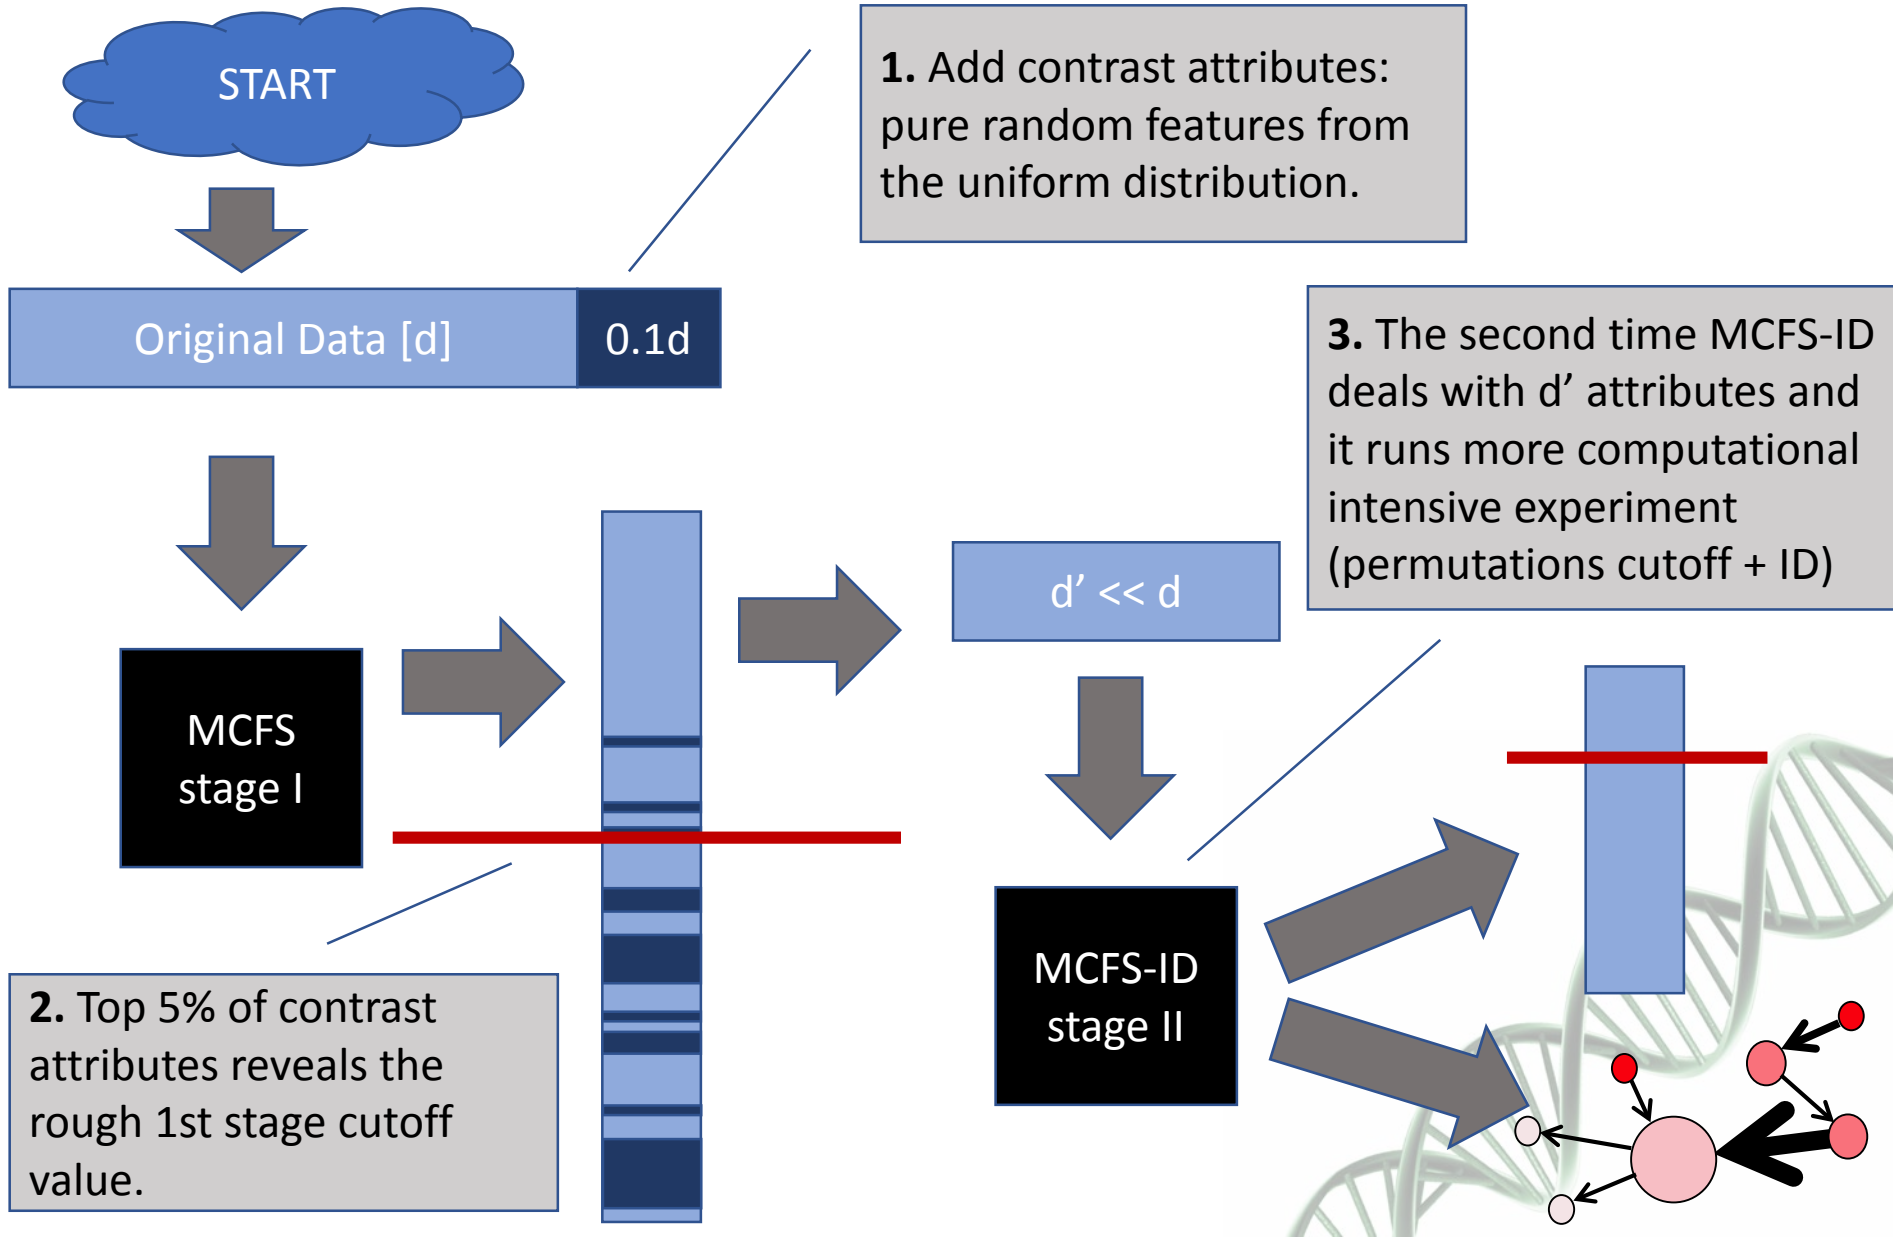 START
1. Add contrast attributes:
pure random features from
the uniform distribution.
Original Data [d]
0.1d
3. The second time MCFS-ID
deals with d’ attributes and
it runs more computational
intensive experiment
(permutations cutoff + ID)
d’ << d
MCFS
stage I
MCFS-ID
stage II
2. Top 5% of contrast
attributes reveals the
rough 1st stage cutoff
value.